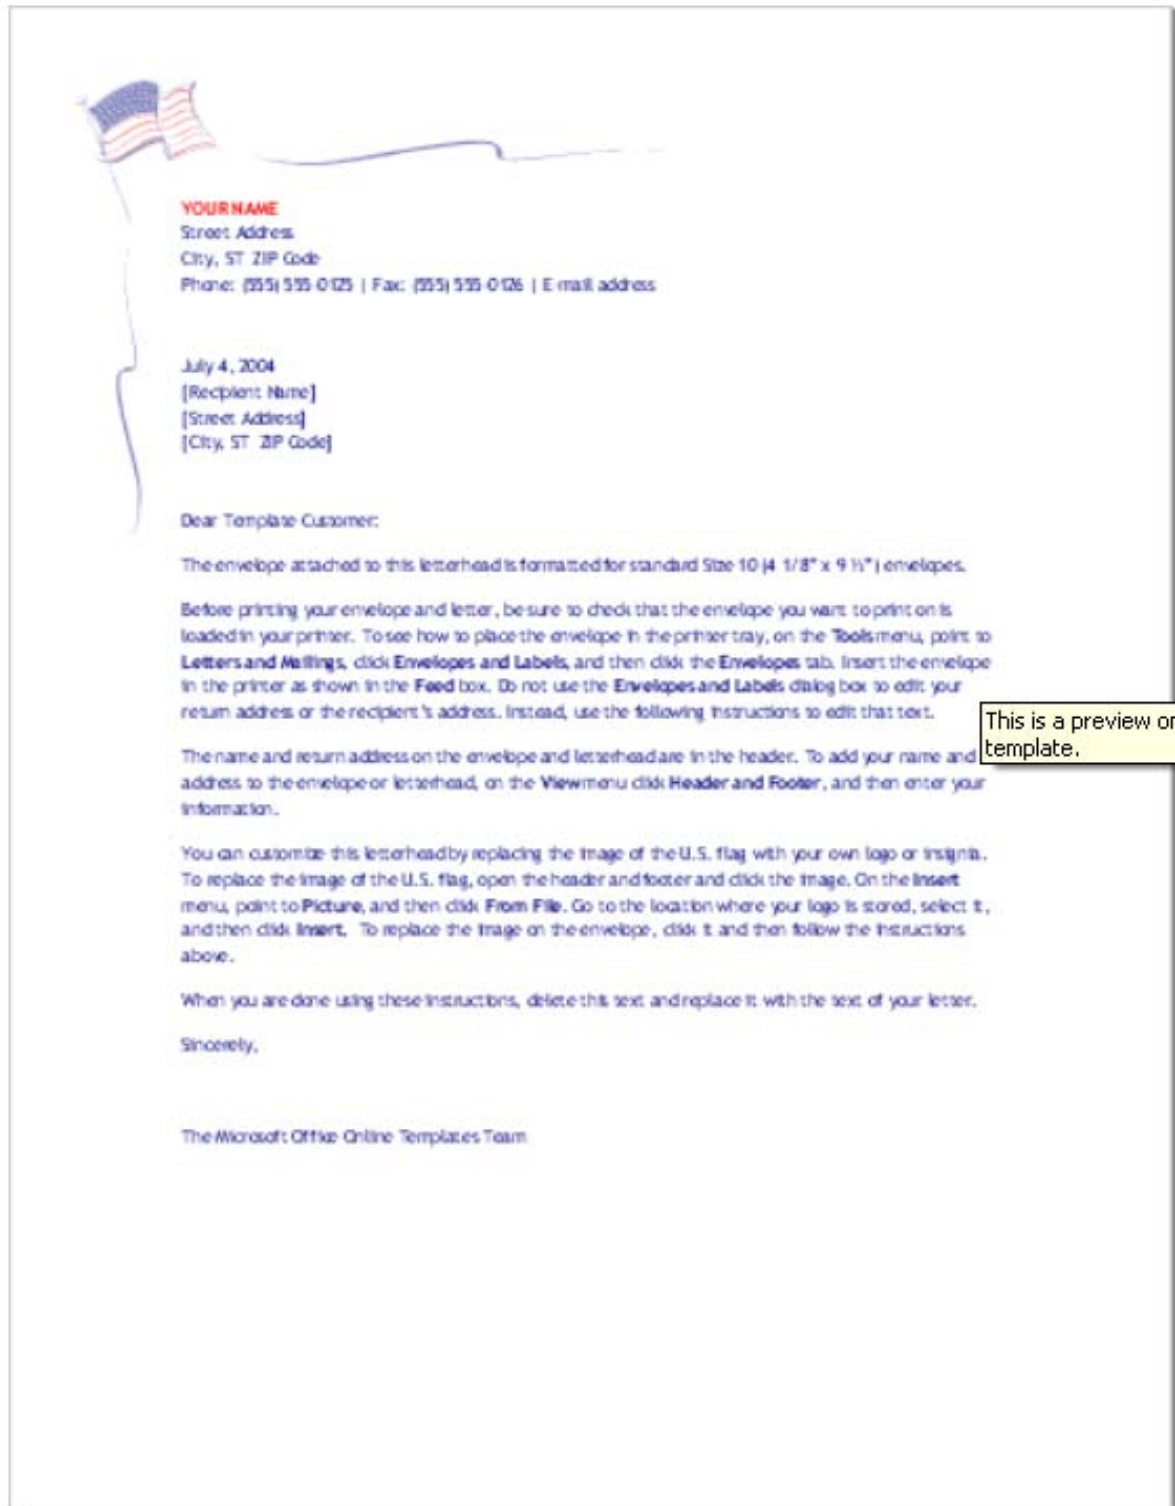 YOUR NAME
Street Address
City, ST ZIP Code
Phone: (555) 555-0125 | Fax: (555) 555-0126 | E-mail address
July 4, 2004
[Recipient Name]
[Street Address]
[City, ST ZIP Code]
Dear Template Customer:
The envelope attached to this letterhead is formatted for standard Size 10 (4 1/8" x 9 ½") envelopes.
Before printing your envelope and letter, be sure to check that the envelope you want to print on is
loaded in your printer. To see how to place the envelope in the printer tray, on the Tools menu, point to
Letters and Mailings, click Envelopes and Labels, and then click the Envelopes tab. Insert the envelope
in the printer as shown in the Feed box. Do not use the Envelopes and Labels dialog box to edit your
return address or the recipient's address. Instead, use the following instructions to edit that text.
This is a preview or
template.
The name and return address on the envelope and letterhead are in the header. To add your name and
address to the envelope or letterhead, on the View menu click Header and Footer, and then enter your
information.
You can customize this letterhead by replacing the image of the U.S. flag with your own logo or insignia.
To replace the image of the U.S. flag, open the header and footer and click the image. On the Insert
menu, point to Picture, and then click From File. Go to the location where your logo is stored, select it,
and then click Insert. To replace the image on the envelope, click it and then follow the instructions
above.
When you are done using these instructions, delete this text and replace it with the text of your letter.
Sincerely,
The Microsoft Office Online Templates Team